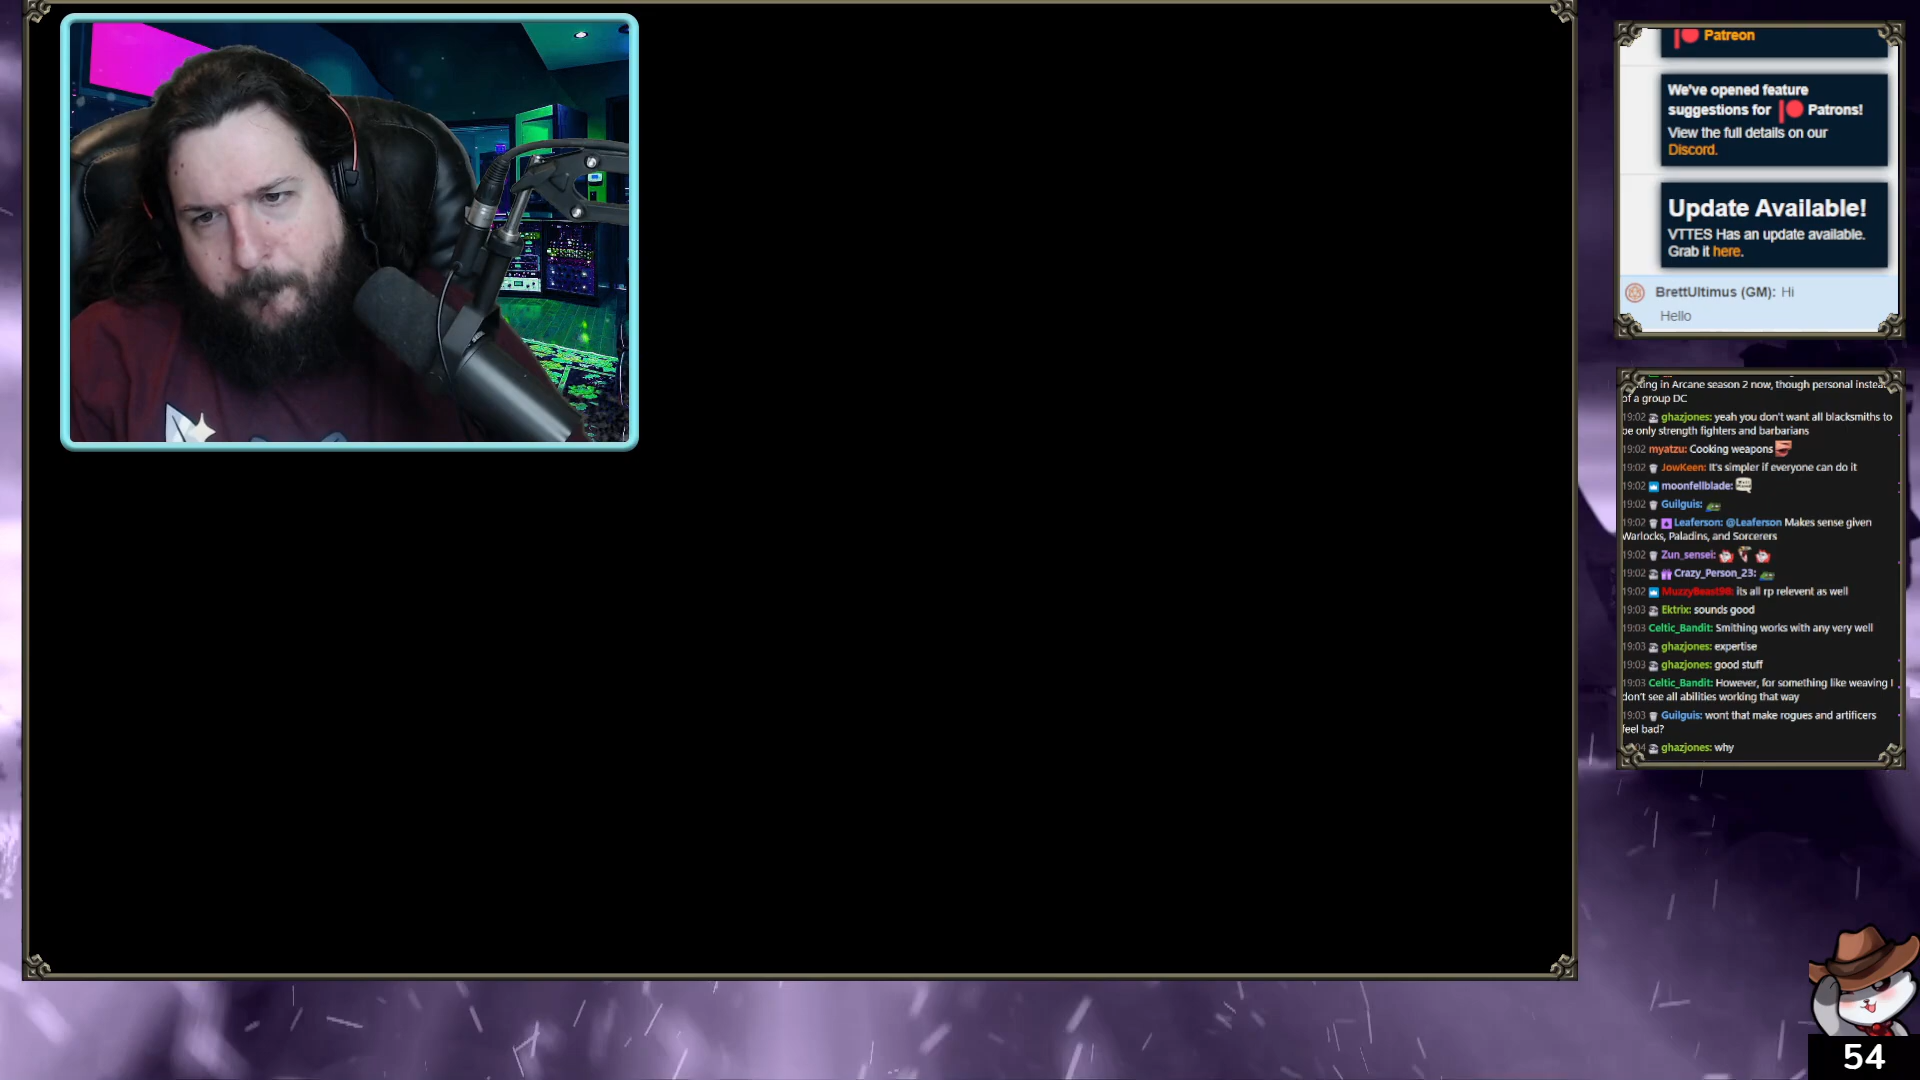 Patreon
We've opened feature
suggestions for Patrons!
View the full details on our
Discord.
Update Available!
VTTES Has an update available.
Grab it here.
BrettUltimus (GM): Hi
Hello
in Arcane season 2 now, though personal
of a group DC
19:02 ghazjones: yeah you don't want all blacksmiths to
be only strength fighters and barbarians
19:02 myatzu: Cooking weapons
19:02 JowKeen: It's simpler if everyone can do it
19:02 moonfellblade:
19:02 Guilguis:
19:02 Leaferson: @Leaferson Makes sense given
Warlocks, Paladins, and Sorcerers
19:02 Zun_sensei:
19:02 Crazy_Person_23:
19:02 MuzzyBeast98: its all rp relevent as well
19:03 Ektrix: sounds good
19:03 Celtic_Bandit: Smithing works with any very well
19:03 ghazjones: expertise
19:03 ghazjones: good stuff
19:03 Celtic_Bandit: However, for something like weaving I
don't see all abilities working that way
19:03 Guilguis: wont that make rogues and artificers
feel bad?
ghazjones: why
54